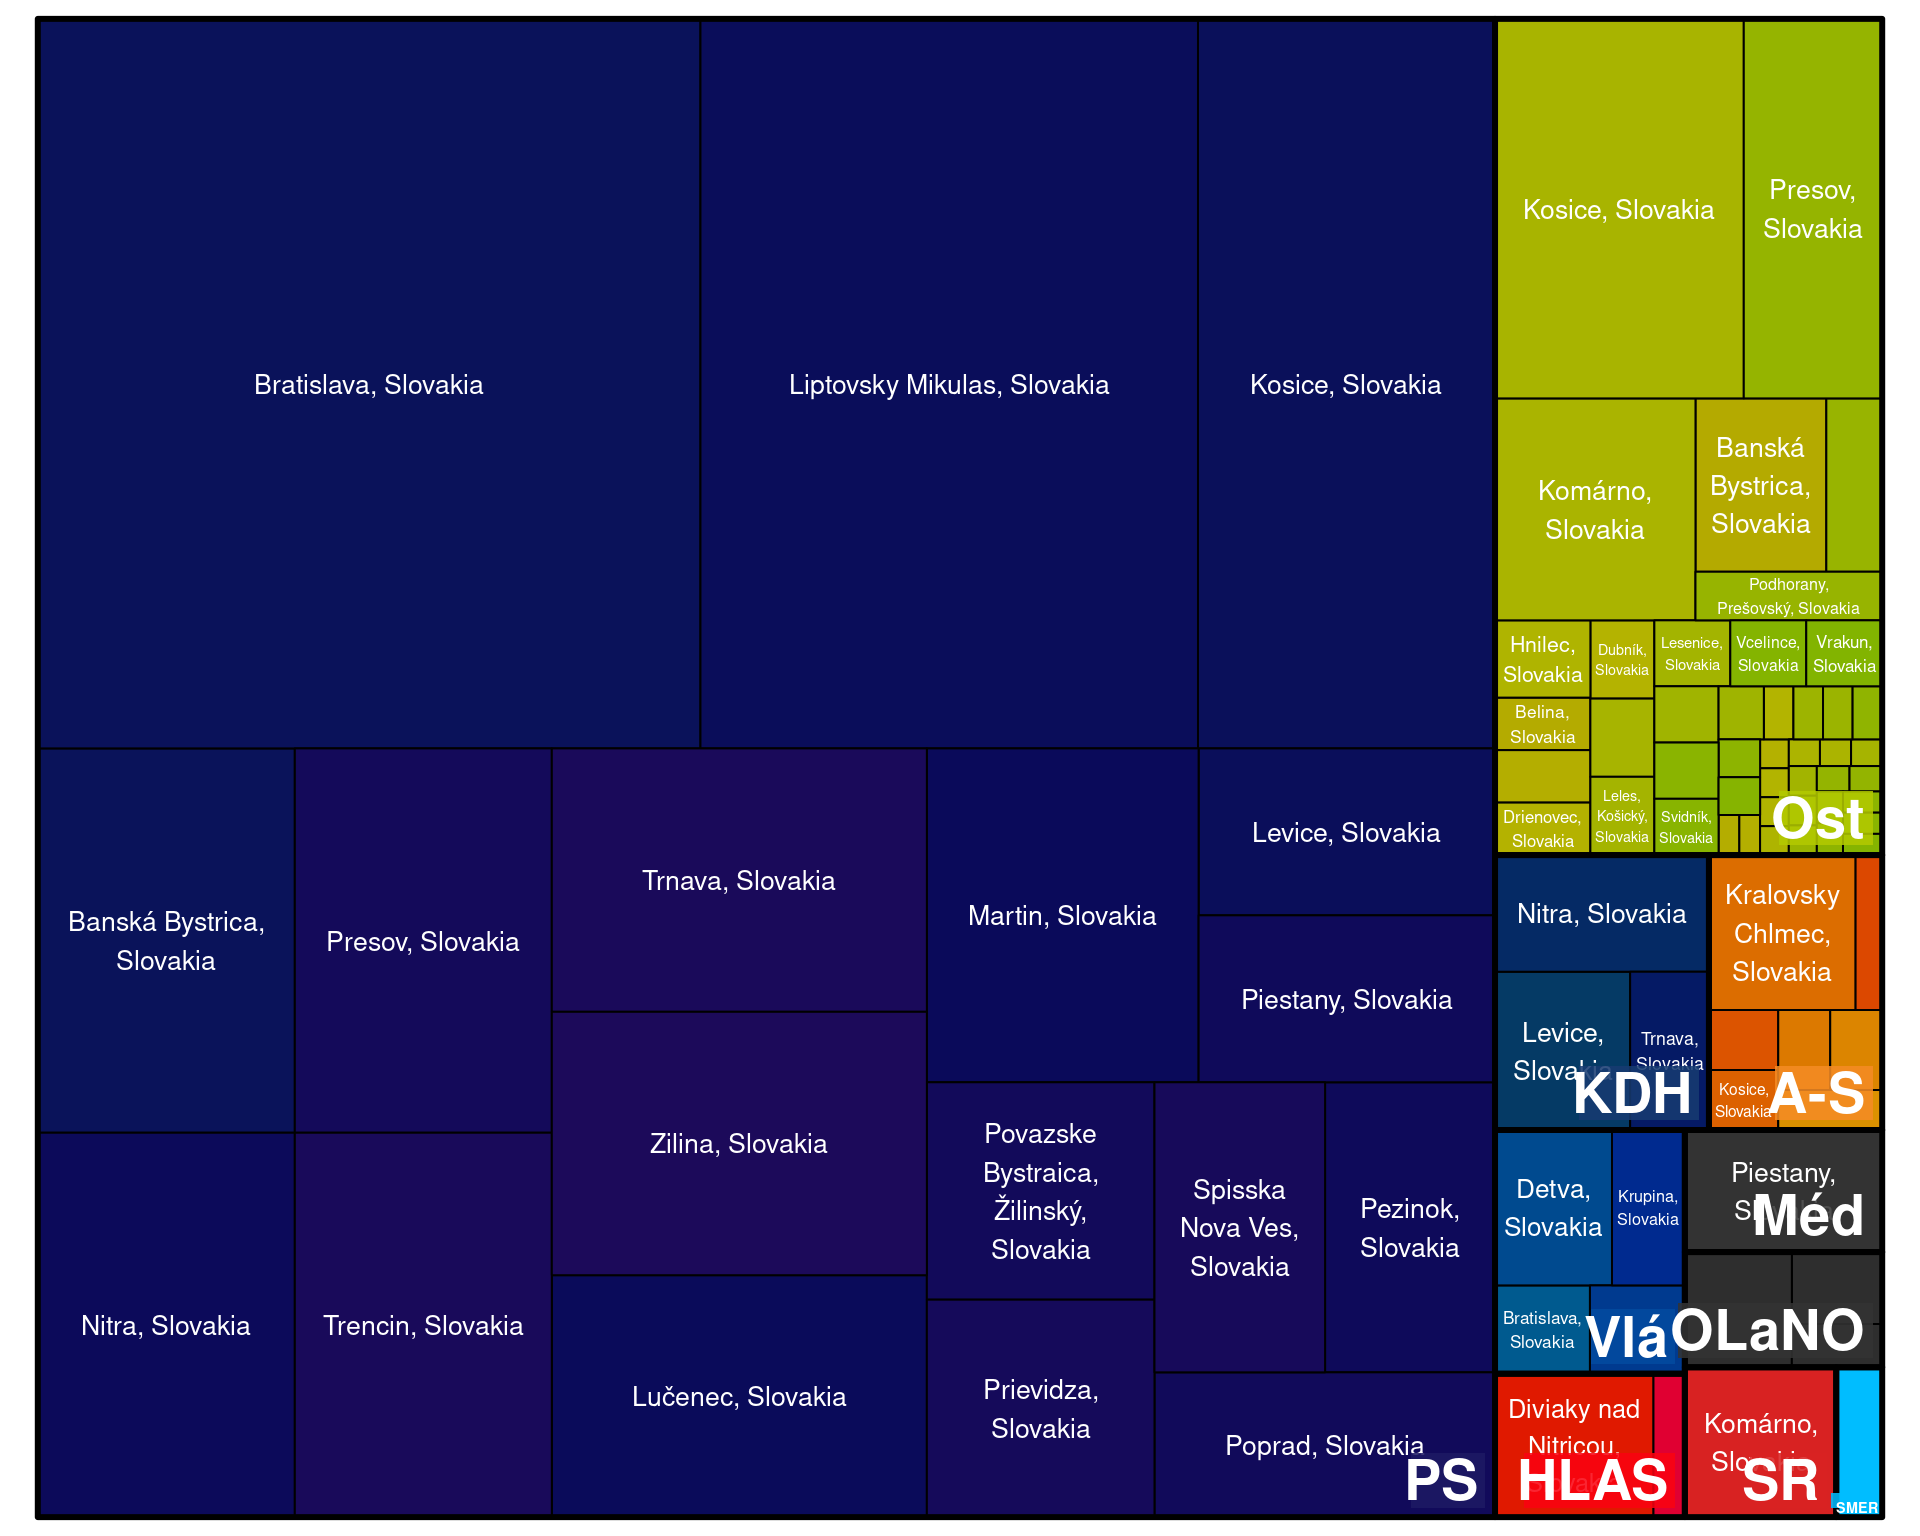 Bratislava, Slovakia
Liptovsky Mikulas, Slovakia
Kosice, Slovakia
Banská Bystrica,
Slovakia
Presov, Slovakia
Trnava, Slovakia
Zilina, Slovakia
Nitra, Slovakia
Trencin, Slovakia
Lučenec, Slovakia
Martin, Slovakia
Levice, Slovakia
Piestany, Slovakia
Povazske
Bystraica,
Žilinský,
Slovakia
Spisska
Nova Ves,
Slovakia
Pezinok,
Slovakia
Prievidza,
Slovakia
Poprad, Slovakia
PS
Kosice, Slovakia
Presov,
Slovakia
Komárno,
Slovakia
Banská
Bystrica,
Slovakia
Podhorany,
Prešovský, Slovakia
Hnilec,
Slovakia
Dubník,
Slovakia
Lesenice,
Slovakia
Vcelince,
Slovakia
Vrakun,
Slovakia
Belina,
Slovakia
Drienovec,
Slovakia
Leles,
Košický,
Slovakia
Svidník,
Slovakia
Ost
Nitra, Slovakia
Levice,
Slovakia
Trnava,
Slovakia
KDH
Kralovsky
Chlmec,
Slovakia
Kosice,
Slovakia
A-S
Detva,
Slovakia
Krupina,
Slovakia
Bratislava,
Slovakia
Vlá
Piestany,
Méd
OLaNO
Diviaky nad
Nitricou,
Slovakia
HLAS
Komárno,
Slovakia
SR
SMER